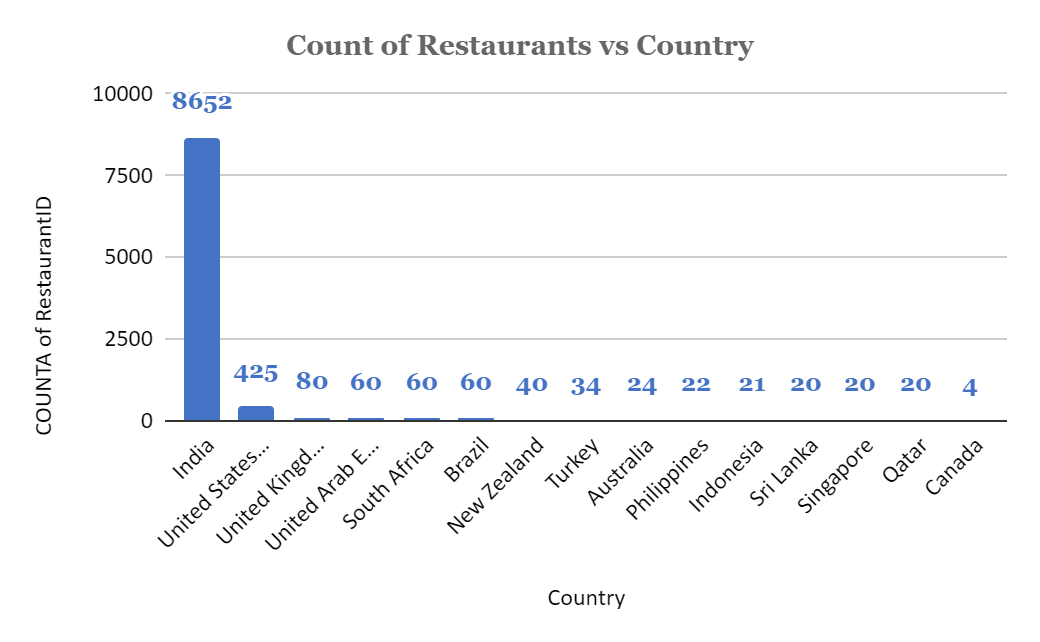 Count of Restaurants vs Country
COUNTA of RestaurantID
10000
7500
5000
2500
0
8652
425
80
60
60
60
40
34
24
22
21
20
20
20
4
India
United States...
United Kingd...
United Arab E...
South Africa
Brazil
New Zealand
Turkey
Australia
Philippines
Indonesia
Sri Lanka
Singapore
Qatar
Canada
Country